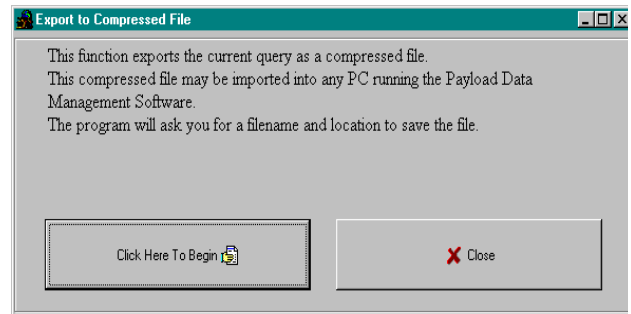 Export to Compressed File
This function exports the current query as a compressed file.
This compressed file may be imported into any PC running the Payload Data
Management Software.
The program will ask you for a filename and location to save the file.
Click Here To Begin
Close